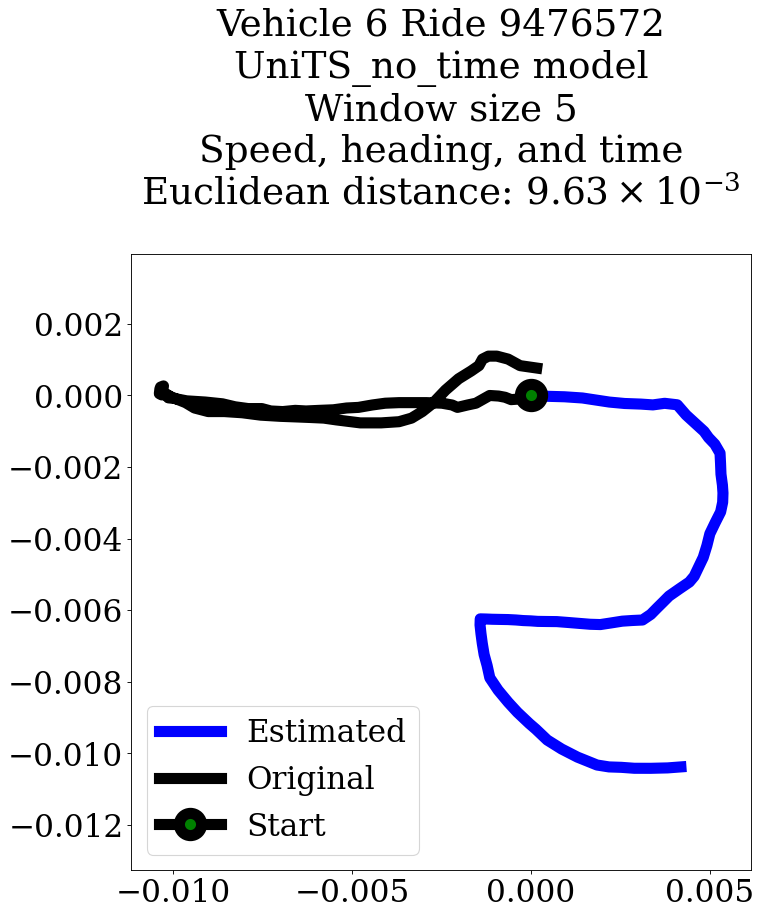 Vehicle 6 Ride 9476572
UniTS_no_time model
Window size 5
Speed, heading, and time
Euclidean distance: 9.63 × 10⁻³
0.002
0.000
−0.002
−0.004
−0.006
−0.008
−0.010
−0.012
Estimated
Original
Start
−0.010
−0.005
0.000
0.005